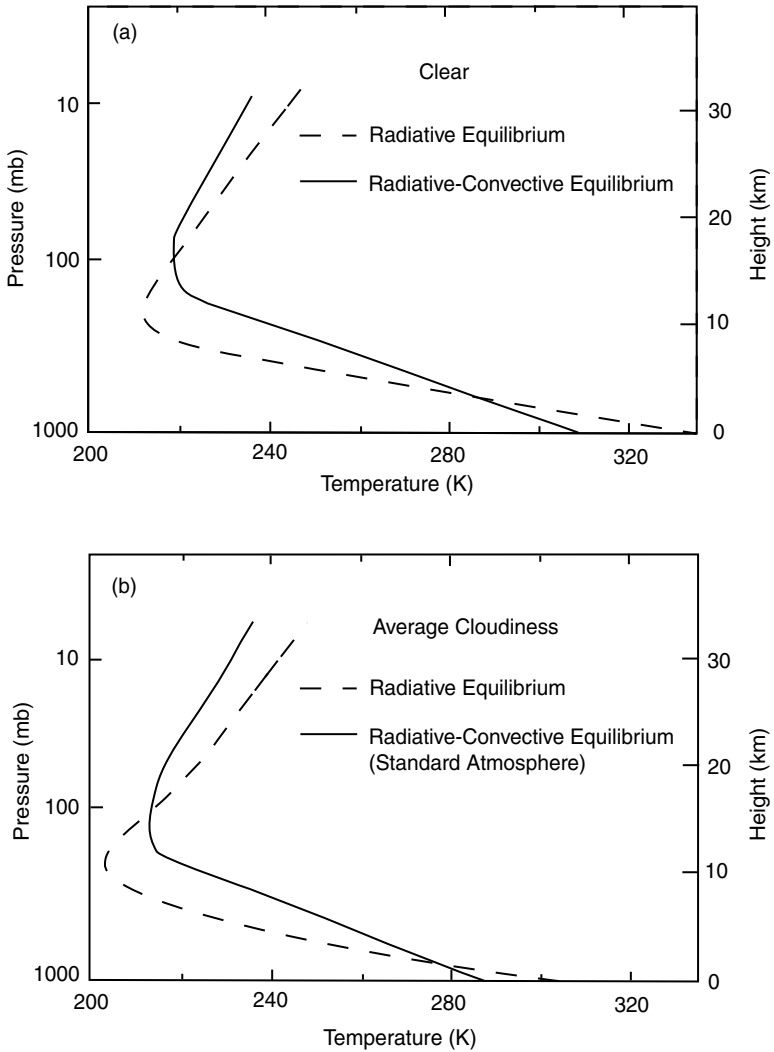 (a)
Clear
Radiative Equilibrium
Radiative-Convective Equilibrium
Pressure (mb)
10
100
1000
Height (km)
30
20
10
0
200
240
280
320
Temperature (K)
(b)
Average Cloudiness
Radiative Equilibrium
Radiative-Convective Equilibrium
(Standard Atmosphere)
Pressure (mb)
10
100
1000
Height (km)
30
20
10
0
200
240
280
320
Temperature (K)